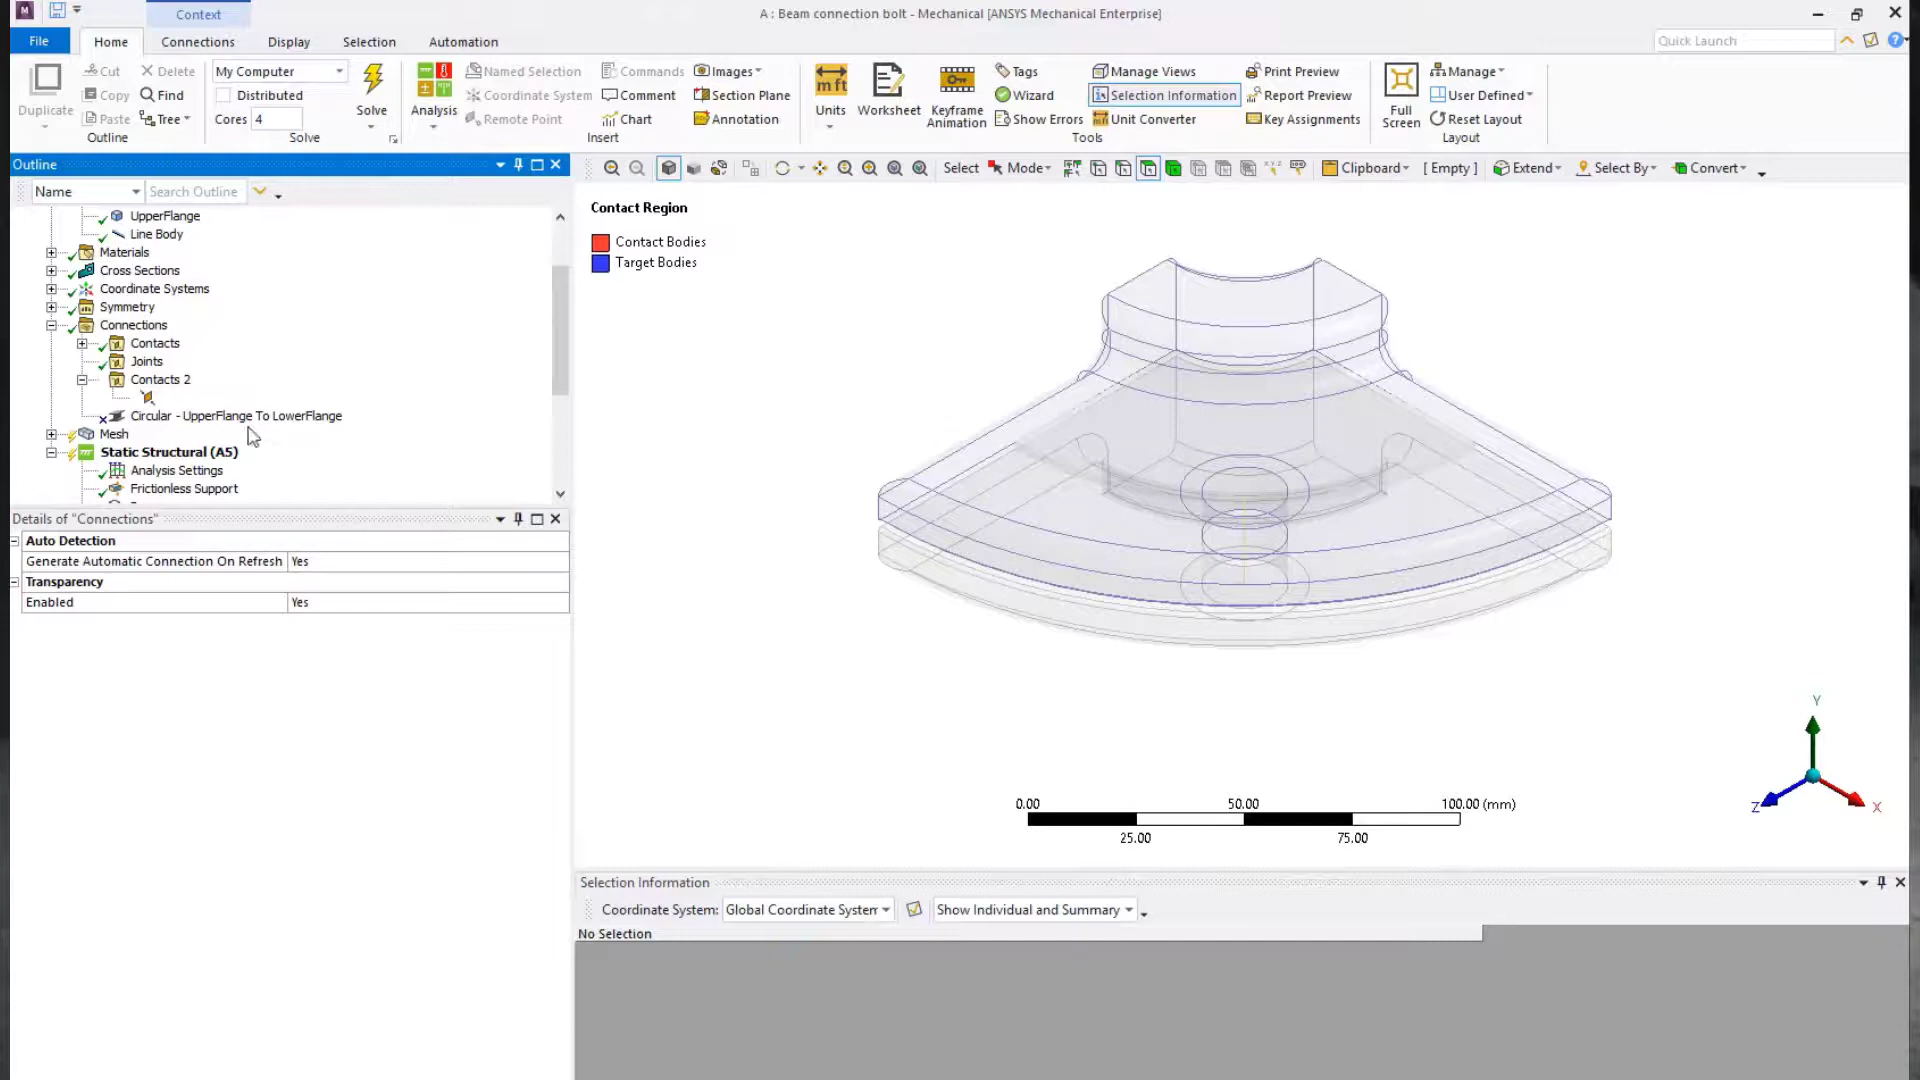 Context
A : Beam connection bolt - Mechanical [ANSYS Mechanical Enterprise]
File Home Connections Display Selection Automation Quick Launch
Duplicate Cut Copy Paste Delete Find Tree
Outline
My Computer
Distributed
Cores 4
Solve
Solve
Analysis
Named Selection Commands Images
Coordinate System Comment Section Plane
Remote Point Chart Annotation
Insert
Units Worksheet Keyframe Animation
Tags Manage Views Print Preview
Wizard Selection Information Report Preview
Show Errors Unit Converter Key Assignments
Tools
Full Screen
Manage
User Defined
Reset Layout
Layout
Outline
Name Search Outline
UpperFlange
Line Body
Materials
Cross Sections
Coordinate Systems
Symmetry
Connections
Contacts
Joints
Contacts 2
Circular - UpperFlange To LowerFlange
Mesh
Static Structural (A5)
Analysis Settings
Frictionless Support
Details of "Connections"
Auto Detection
Generate Automatic Connection On Refresh Yes
Transparency
Enabled Yes
Select Mode Clipboard [ Empty ] Extend Select By Convert
Contact Region
Contact Bodies
Target Bodies
0.00 50.00 100.00 (mm)
25.00 75.00
Y
Z
X
Selection Information
Coordinate System: Global Coordinate System Show Individual and Summary
No Selection